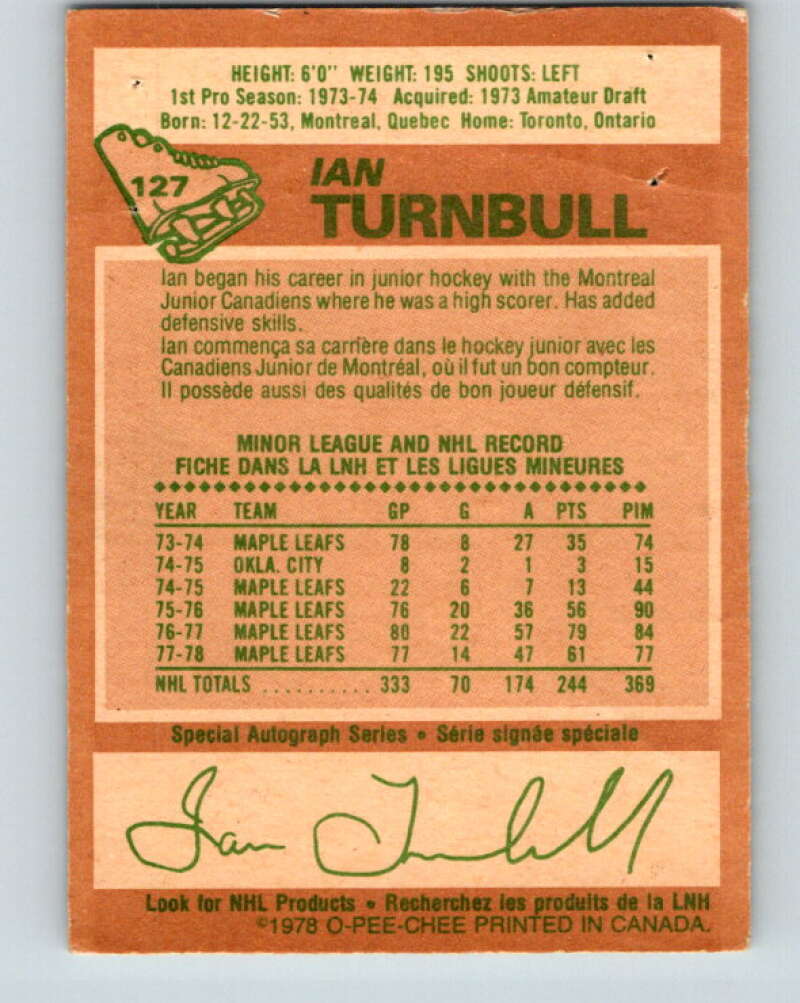 HEIGHT: 6'0" WEIGHT: 195 SHOOTS: LEFT
1st Pro Season: 1973-74 Acquired: 1973 Amateur Draft
Born: 12-22-53, Montreal, Quebec Home: Toronto, Ontario
127
IAN
TURNBULL
Ian began his career in junior hockey with the Montreal
Junior Canadiens where he was a high scorer. Has added
defensive skills.
Ian commença sa carrière dans le hockey junior avec les
Canadiens Junior de Montréal, où il fut un bon compteur.
Il possède aussi des qualités de bon joueur défensif.
MINOR LEAGUE AND NHL RECORD
FICHE DANS LA LNH ET LES LIGUES MINEURES
YEAR TEAM GP G A PTS PIM
73-74 MAPLE LEAFS 78 8 27 35 74
74-75 OKLA. CITY 8 2 1 3 15
74-75 MAPLE LEAFS 22 6 7 13 44
75-76 MAPLE LEAFS 76 20 36 56 90
76-77 MAPLE LEAFS 80 22 57 79 84
77-78 MAPLE LEAFS 77 14 47 61 77
NHL TOTALS .......... 333 70 174 244 369
Special Autograph Series • Série signée spéciale
Ian Turnbull
Look for NHL Products • Recherchez les produits de la LNH
©1978 O-PEE-CHEE PRINTED IN CANADA.